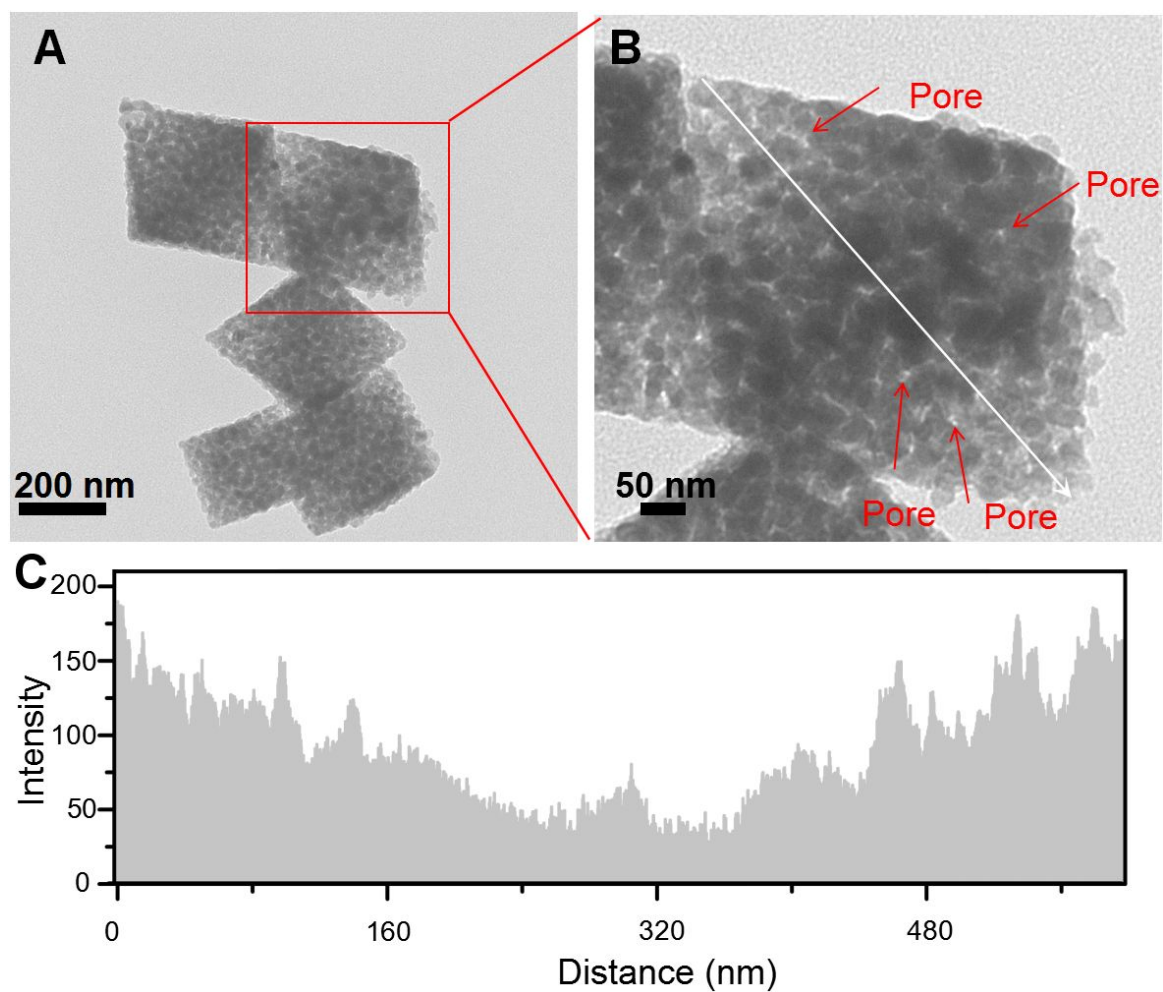 A
B
Pore
Pore
200 nm
50 nm
Pore
Pore
C
200
150
100
50
0
Intensity
0
160
320
480
Distance (nm)